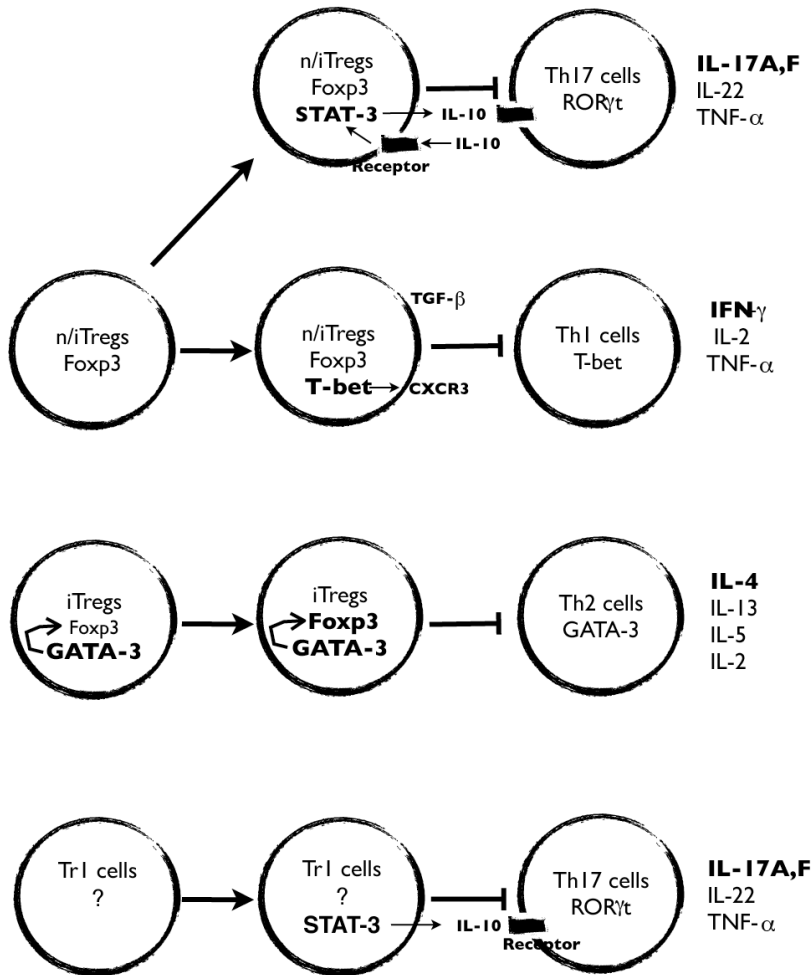 n/iTregs
Foxp3
STAT-3
IL-10
IL-10
Receptor
Th17 cells
RORγt
IL-17A,F
IL-22
TNF-α
n/iTregs
Foxp3
n/iTregs
Foxp3
T-bet
TGF-β
CXCR3
Th1 cells
T-bet
IFN-γ
IL-2
TNF-α
iTregs
Foxp3
GATA-3
iTregs
Foxp3
GATA-3
Th2 cells
GATA-3
IL-4
IL-13
IL-5
IL-2
Tr1 cells
?
Tr1 cells
?
STAT-3
IL-10
Receptor
Th17 cells
RORγt
IL-17A,F
IL-22
TNF-α